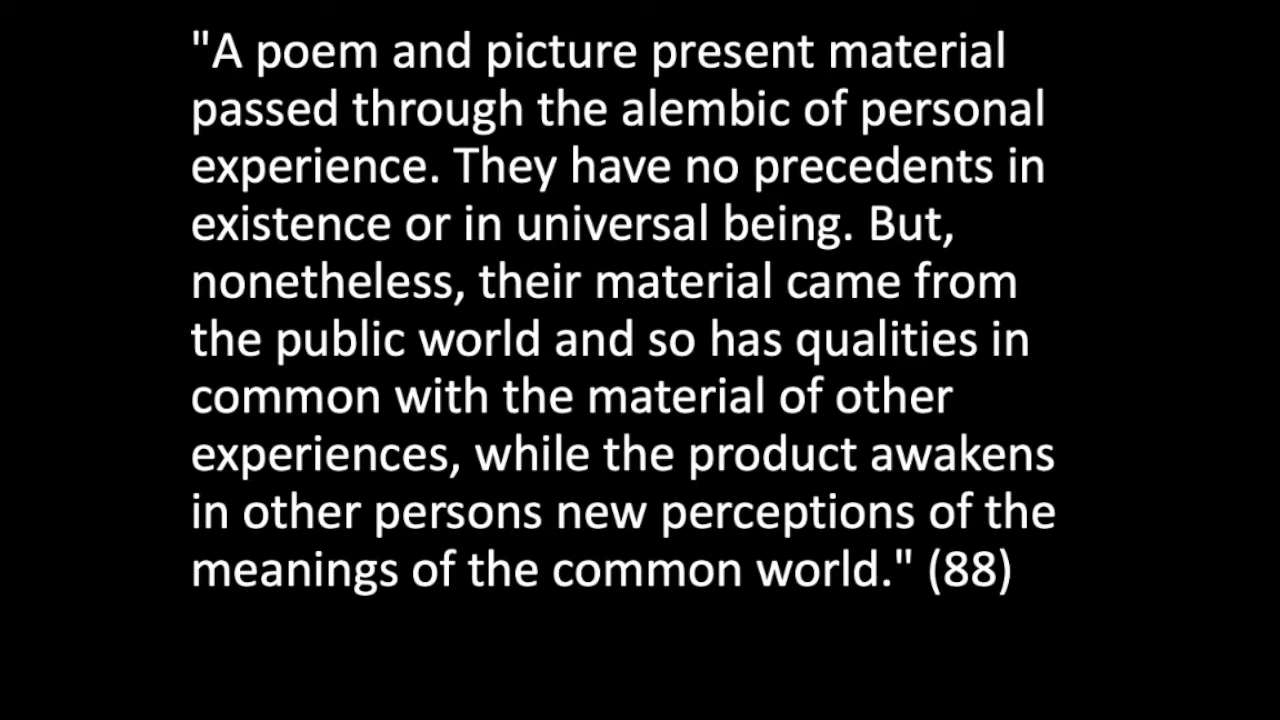 "A poem and picture present material
passed through the alembic of personal
experience. They have no precedents in
existence or in universal being. But,
nonetheless, their material came from
the public world and so has qualities in
common with the material of other
experiences, while the product awakens
in other persons new perceptions of the
meanings of the common world." (88)